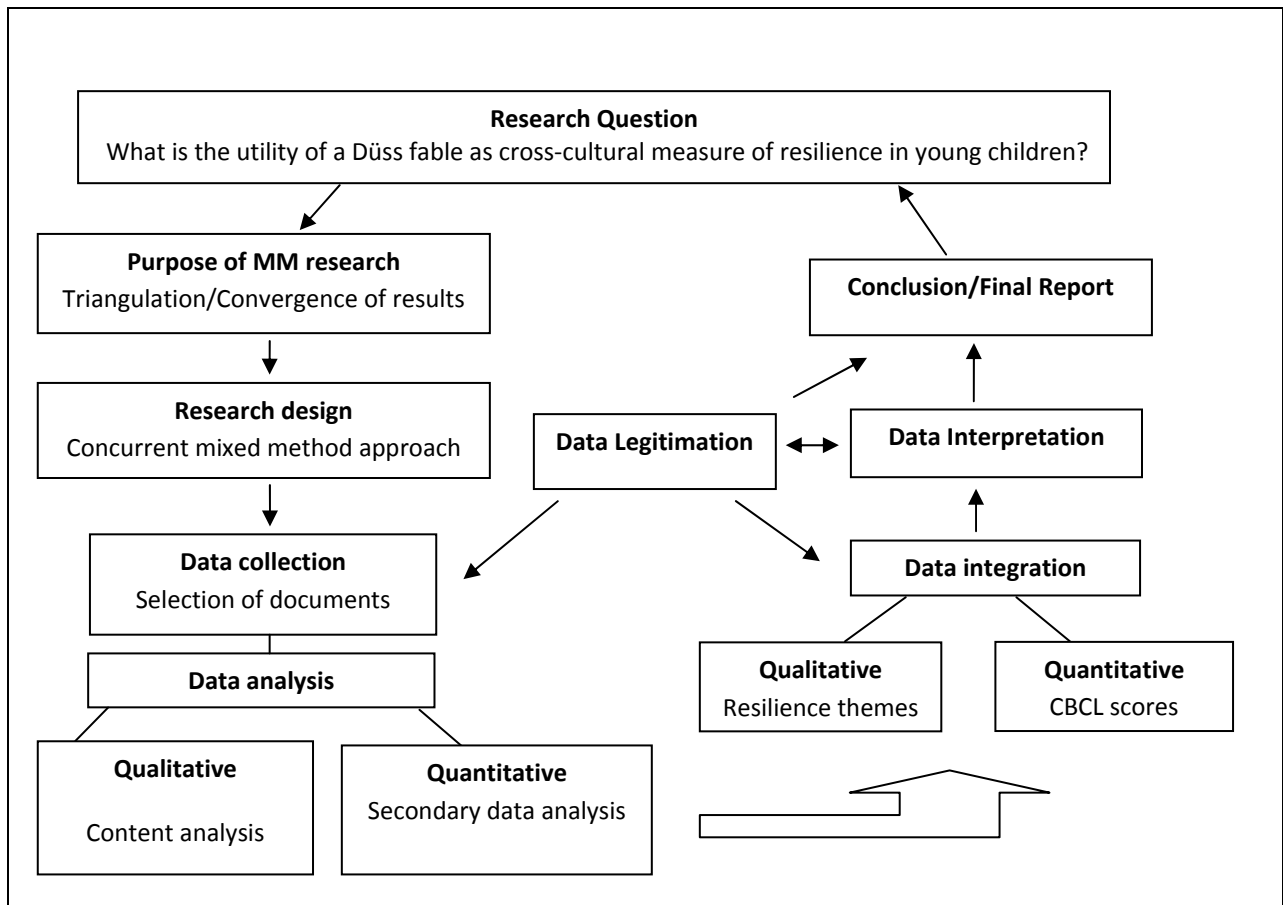 Research Question
What is the utility of a Düss fable as cross-cultural measure of resilience in young children?
Purpose of MM research
Triangulation/Convergence of results
Conclusion/Final Report
Research design
Concurrent mixed method approach
Data Legitimation
Data Interpretation
Data collection
Selection of documents
Data integration
Data analysis
Qualitative
Resilience themes
Quantitative
CBCL scores
Qualitative
Content analysis
Quantitative
Secondary data analysis